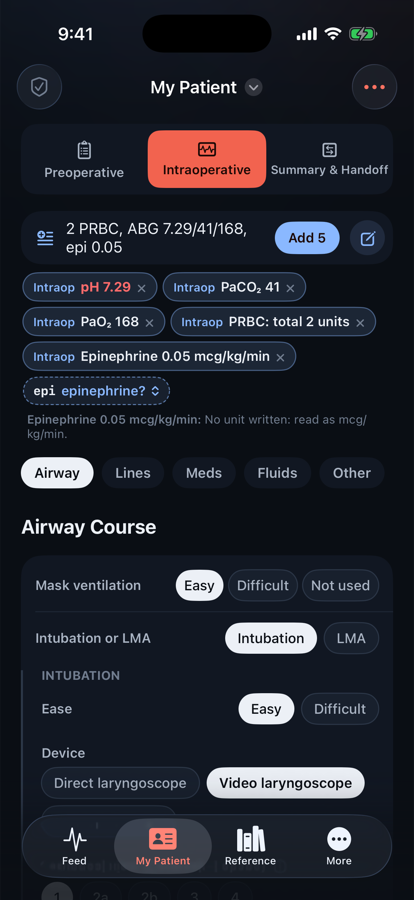 9:41
My Patient
Preoperative
Intraoperative
Summary & Handoff
2 PRBC, ABG 7.29/41/168,
epi 0.05
Add 5
Intraop pH 7.29 ×
Intraop PaCO₂ 41 ×
Intraop PaO₂ 168 ×
Intraop PRBC: total 2 units ×
Intraop Epinephrine 0.05 mcg/kg/min ×
epi epinephrine?
Epinephrine 0.05 mcg/kg/min: No unit written: read as mcg/
kg/min.
Airway
Lines
Meds
Fluids
Other
Airway Course
Mask ventilation
Easy
Difficult
Not used
Intubation or LMA
Intubation
LMA
INTUBATION
Ease
Easy
Difficult
Device
Direct laryngoscope
Video laryngoscope
Feed
My Patient
Reference
More
1
2a
2b
3
4